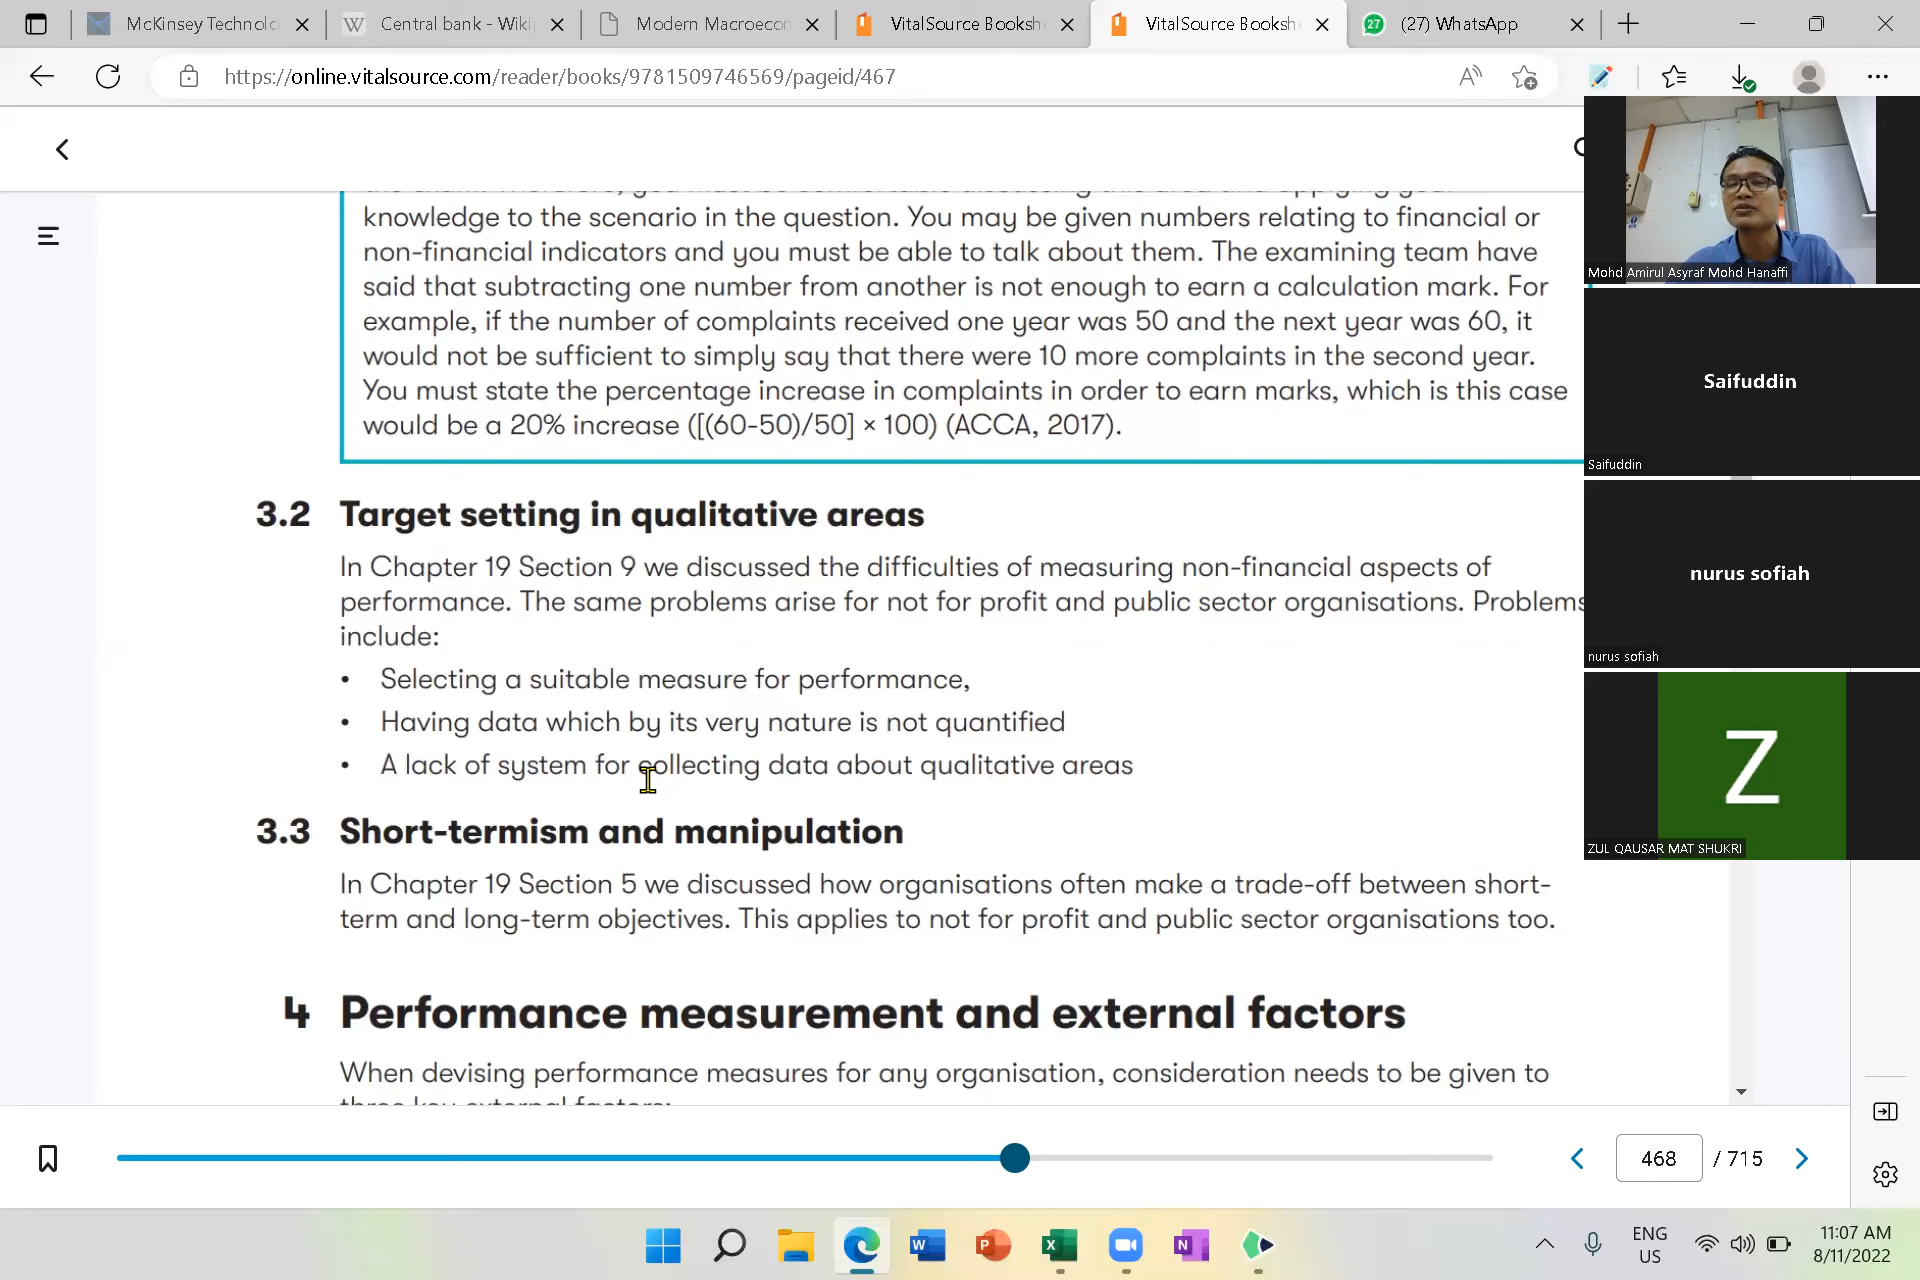 McKinsey Technolo
Central bank - Wiki
Modern Macroecon
VitalSource Bookshe
VitalSource Bookshe
27
(27) WhatsApp
https://online.vitalsource.com/reader/books/9781509746569/pageid/467
knowledge to the scenario in the question. You may be given numbers relating to financial or
non-financial indicators and you must be able to talk about them. The examining team have
said that subtracting one number from another is not enough to earn a calculation mark. For
example, if the number of complaints received one year was 50 and the next year was 60, it
would not be sufficient to simply say that there were 10 more complaints in the second year.
You must state the percentage increase in complaints in order to earn marks, which is this case
would be a 20% increase ([(60-50)/50] × 100) (ACCA, 2017).
3.2 Target setting in qualitative areas
In Chapter 19 Section 9 we discussed the difficulties of measuring non-financial aspects of
performance. The same problems arise for not for profit and public sector organisations. Problems
include:
• Selecting a suitable measure for performance,
• Having data which by its very nature is not quantified
• A lack of system for collecting data about qualitative areas
3.3 Short-termism and manipulation
In Chapter 19 Section 5 we discussed how organisations often make a trade-off between short-
term and long-term objectives. This applies to not for profit and public sector organisations too.
4 Performance measurement and external factors
When devising performance measures for any organisation, consideration needs to be given to
three key external factors:
Mohd Amirul Asyraf Mohd Hanaffi
Saifuddin
Saifuddin
nurus sofiah
nurus sofiah
Z
ZUL QAUSAR MAT SHUKRI
468 / 715
W
P
X
N
ENG
US
11:07 AM
8/11/2022